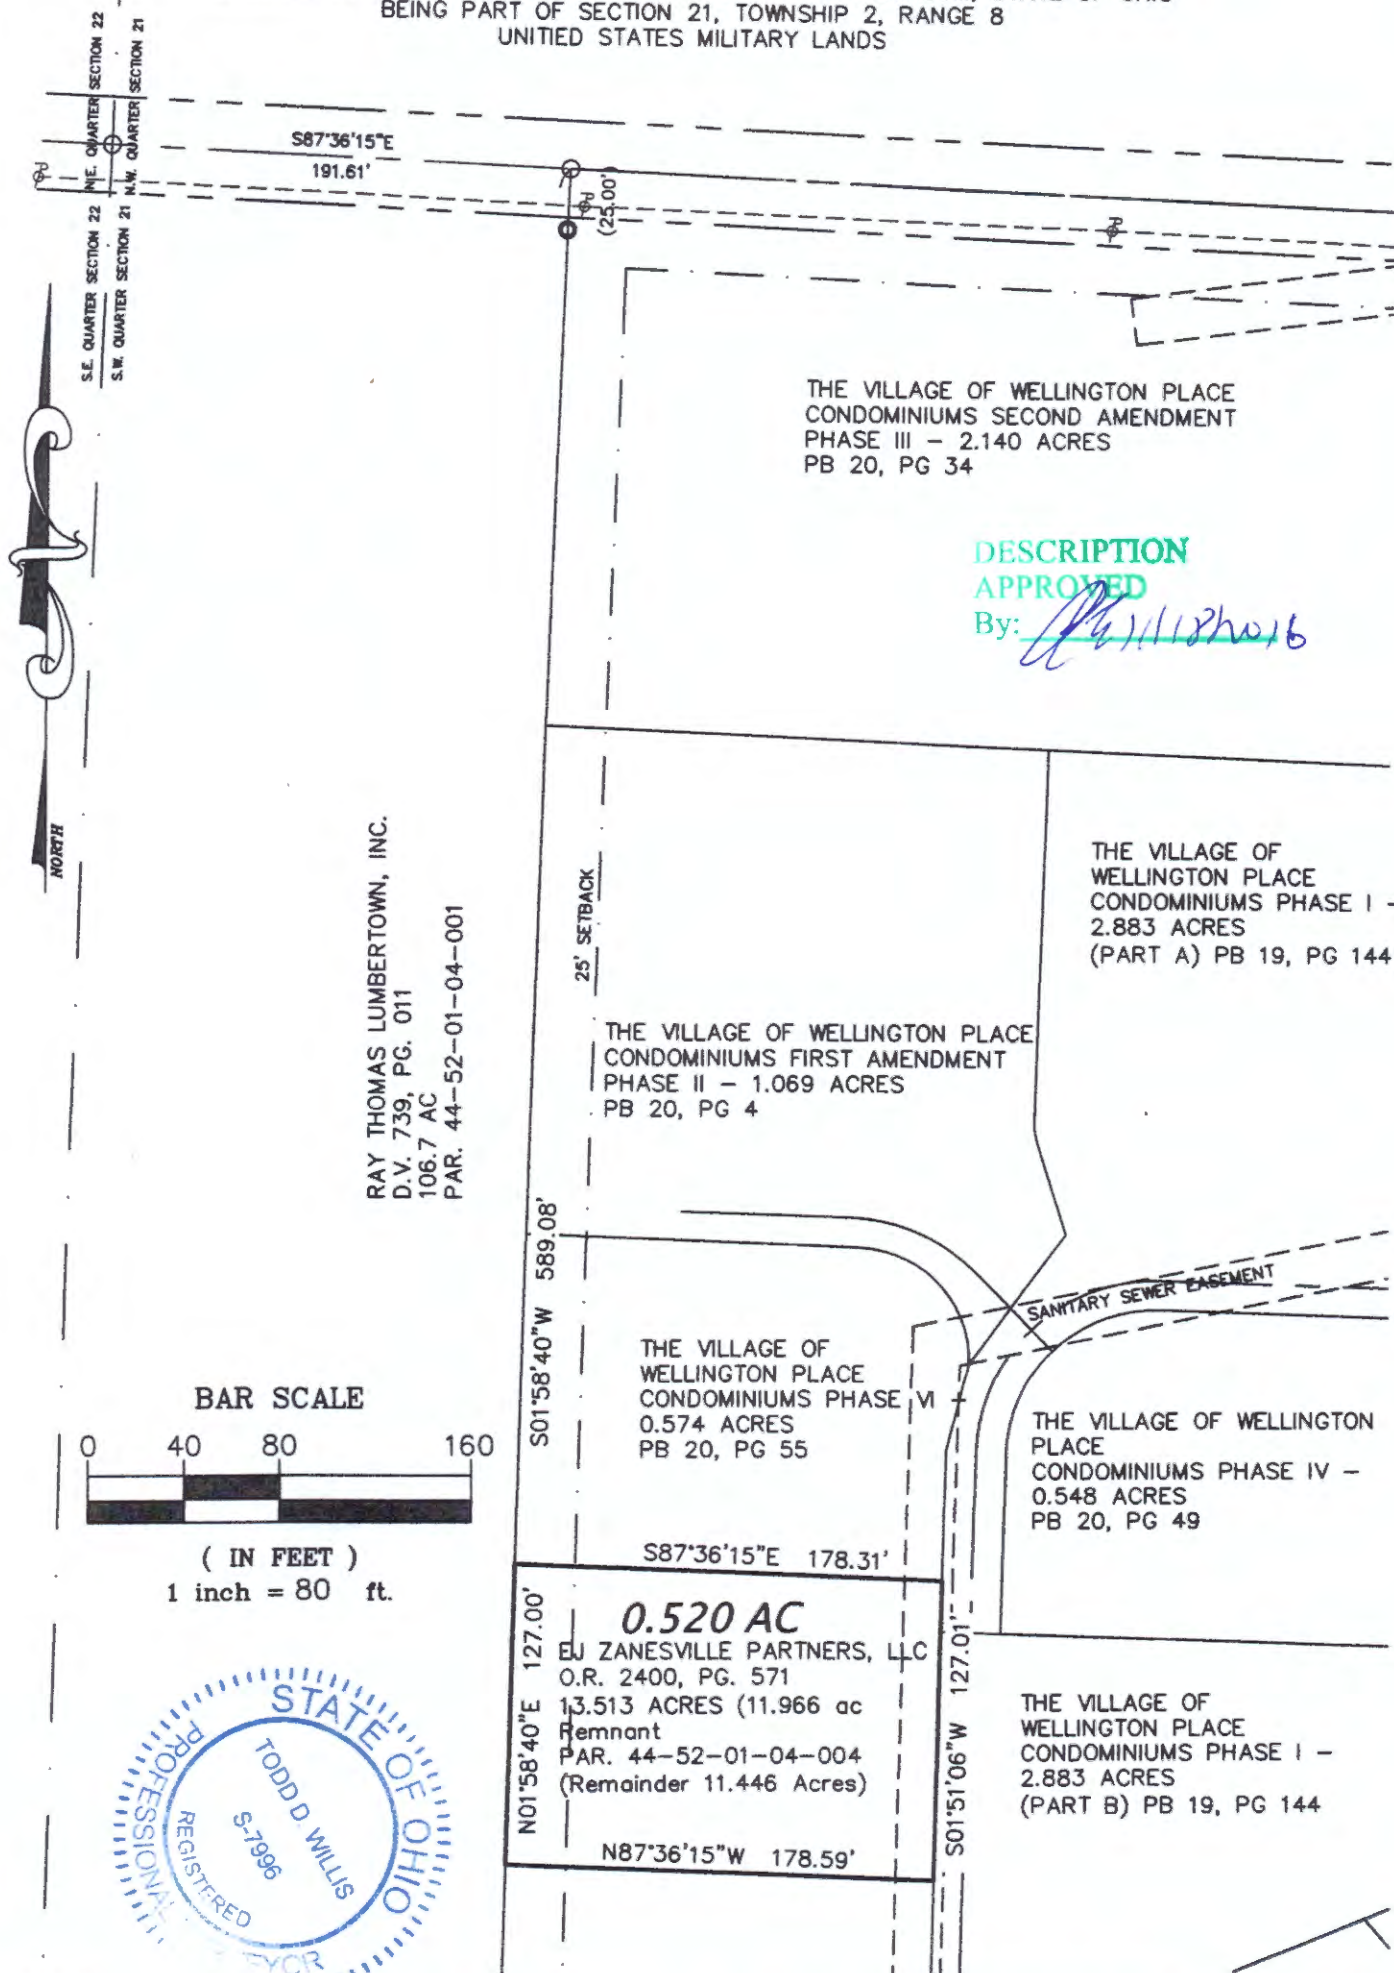 BEING PART OF SECTION 21, TOWNSHIP 2, RANGE 8
UNITIED STATES MILITARY LANDS
N.E. QUARTER SECTION 22
N.W. QUARTER SECTION 21
S.E. QUARTER SECTION 22
S.W. QUARTER SECTION 21
S87°36'15"E
191.61'
(25.00')
THE VILLAGE OF WELLINGTON PLACE
CONDOMINIUMS SECOND AMENDMENT
PHASE III - 2.140 ACRES
PB 20, PG 34
DESCRIPTION
APPROVED
By:
NORTH
RAY THOMAS LUMBERTOWN, INC.
D.V. 739, PG. 011
106.7 AC
PAR. 44-52-01-04-001
25' SETBACK
THE VILLAGE OF
WELLINGTON PLACE
CONDOMINIUMS PHASE I -
2.883 ACRES
(PART A) PB 19, PG 144
THE VILLAGE OF WELLINGTON PLACE
CONDOMINIUMS FIRST AMENDMENT
PHASE II - 1.069 ACRES
PB 20, PG 4
S01°58'40"W 589.08'
SANITARY SEWER EASEMENT
THE VILLAGE OF
WELLINGTON PLACE
CONDOMINIUMS PHASE VI -
0.574 ACRES
PB 20, PG 55
THE VILLAGE OF WELLINGTON
PLACE
CONDOMINIUMS PHASE IV -
0.548 ACRES
PB 20, PG 49
BAR SCALE
0 40 80 160
( IN FEET )
1 inch = 80 ft.
S87°36'15"E 178.31'
N01°58'40"E 127.00'
0.520 AC
EJ ZANESVILLE PARTNERS, LLC
O.R. 2400, PG. 571
13.513 ACRES (11.966 ac
Remnant
PAR. 44-52-01-04-004
(Remainder 11.446 Acres)
N87°36'15"W 178.59'
S01°51'06"W 127.01'
THE VILLAGE OF
WELLINGTON PLACE
CONDOMINIUMS PHASE I -
2.883 ACRES
(PART B) PB 19, PG 144
STATE OF OHIO
TODD D. WILLIS
S-7996
REGISTERED
PROFESSIONAL